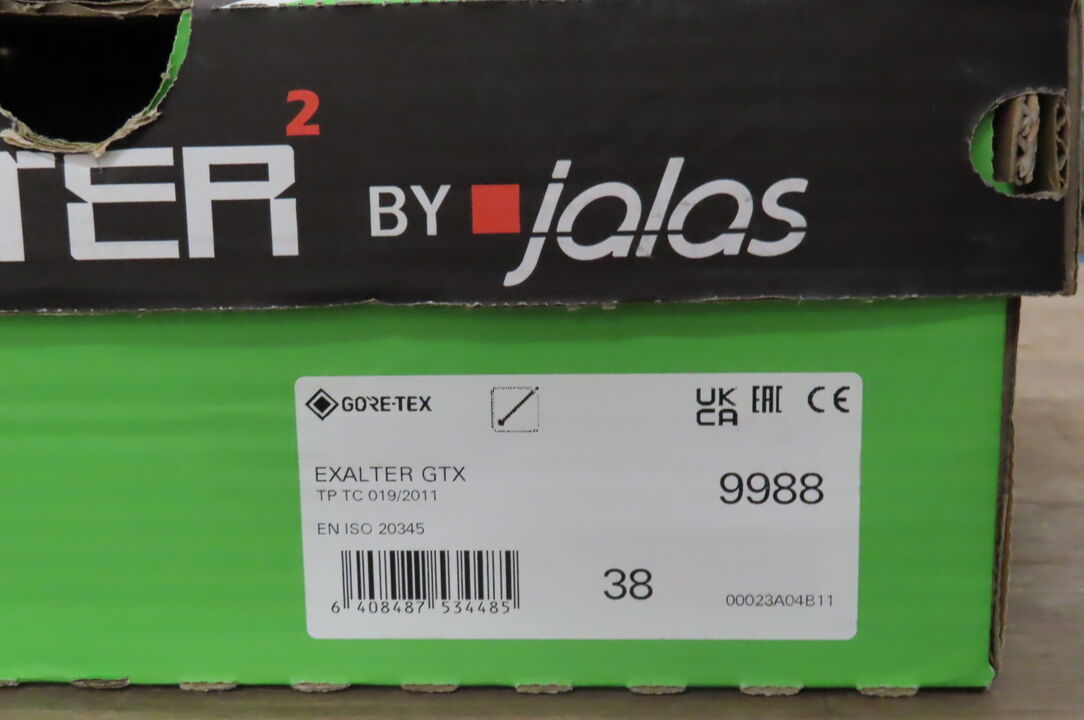 TER²
BY jalas
GORE-TEX
UK
CA
EAC
CE
EXALTER GTX
TP TC 019/2011
9988
EN ISO 20345
6 408487 534485
38
00023A04B11